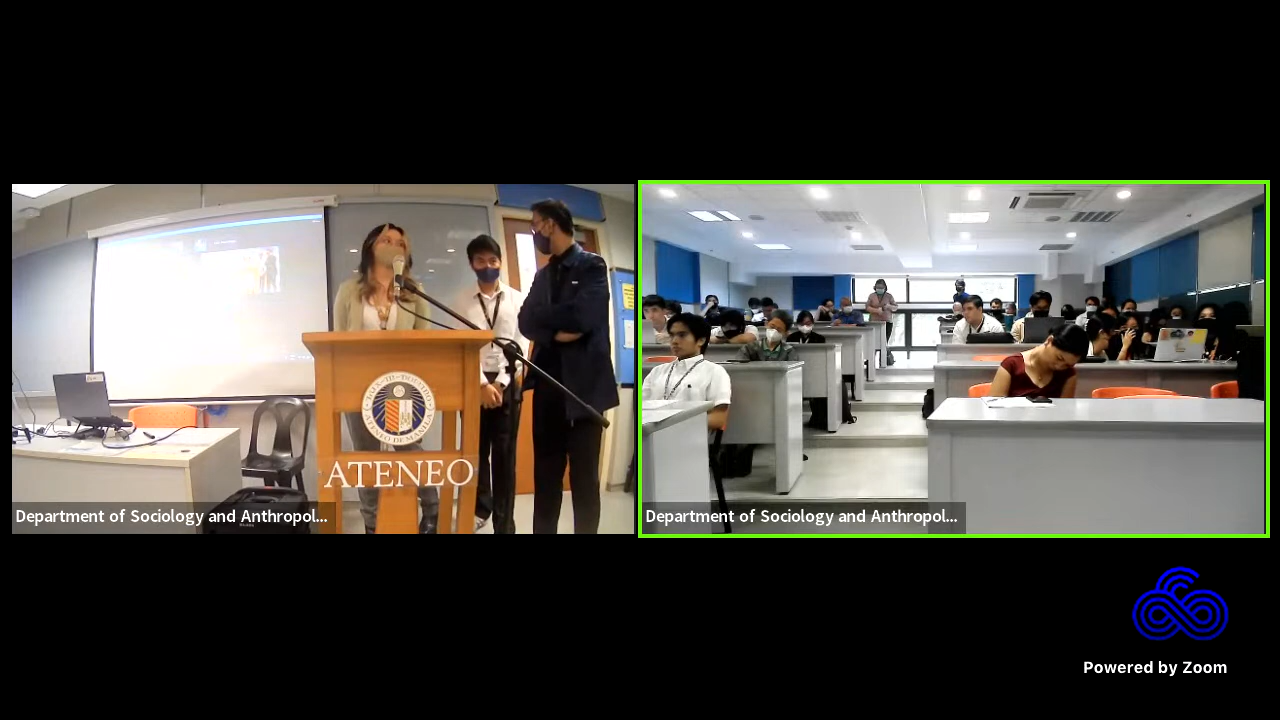 ATENEO
Department of Sociology and Anthropol...
Department of Sociology and Anthropol...
Powered by Zoom